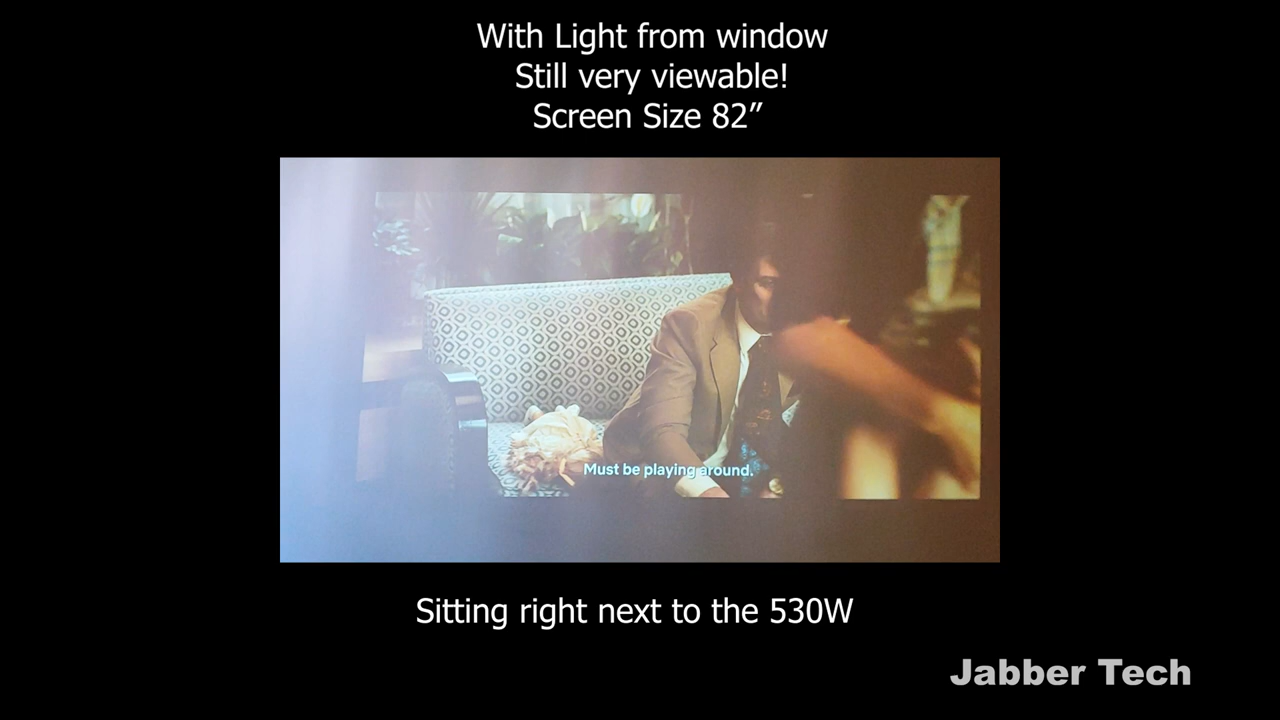 With Light from window
Still very viewable!
Screen Size 82”
Must be playing around.
Sitting right next to the 530W
Jabber Tech